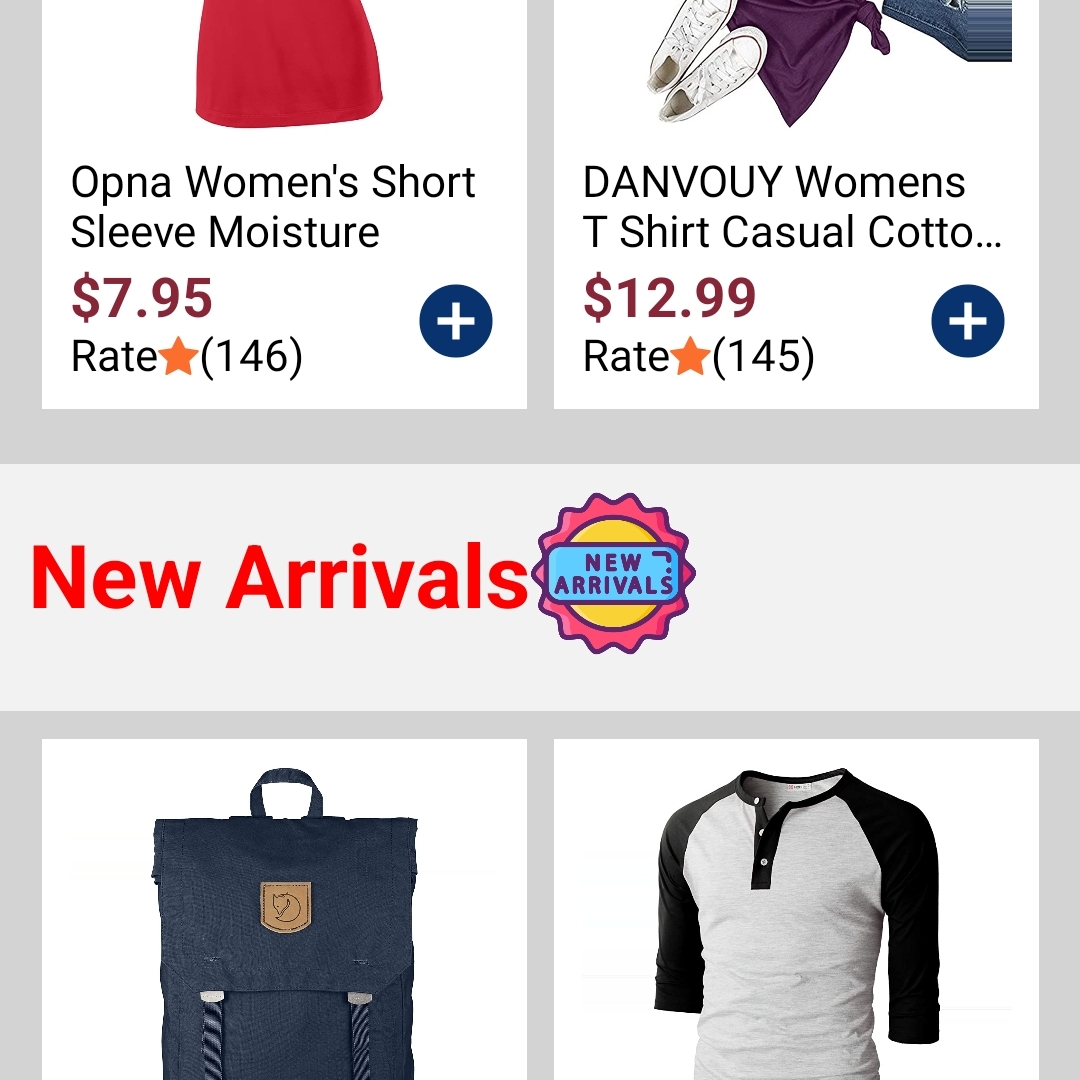 Opna Women's Short
Sleeve Moisture
$7.95
Rate(146)
DANVOUY Womens
T Shirt Casual Cotto...
$12.99
Rate(145)
New Arrivals
NEW
ARRIVALS